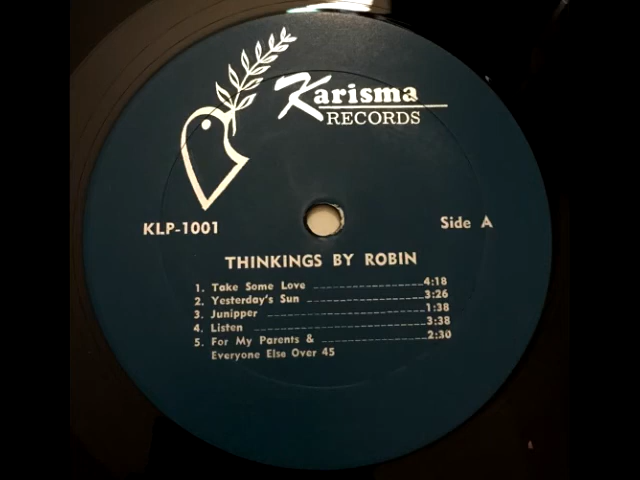 Karisma
RECORDS
KLP-1001
Side A
THINKINGS BY ROBIN
1. Take Some Love 4:18
2. Yesterday's Sun 3:26
3. Junipper 1:38
4. Listen 3:38
5. For My Parents & 2:30
Everyone Else Over 45